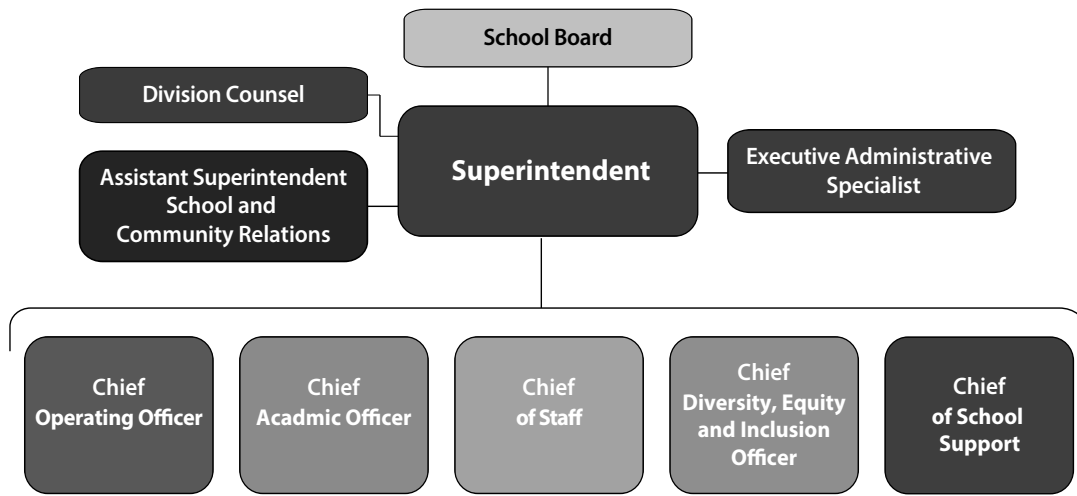 School Board
Division Counsel
Superintendent
Executive Administrative
Specialist
Assistant Superintendent
School and
Community Relations
Chief
Operating Officer
Chief
Acadmic Officer
Chief
of Staff
Chief
Diversity, Equity
and Inclusion
Officer
Chief
of School
Support